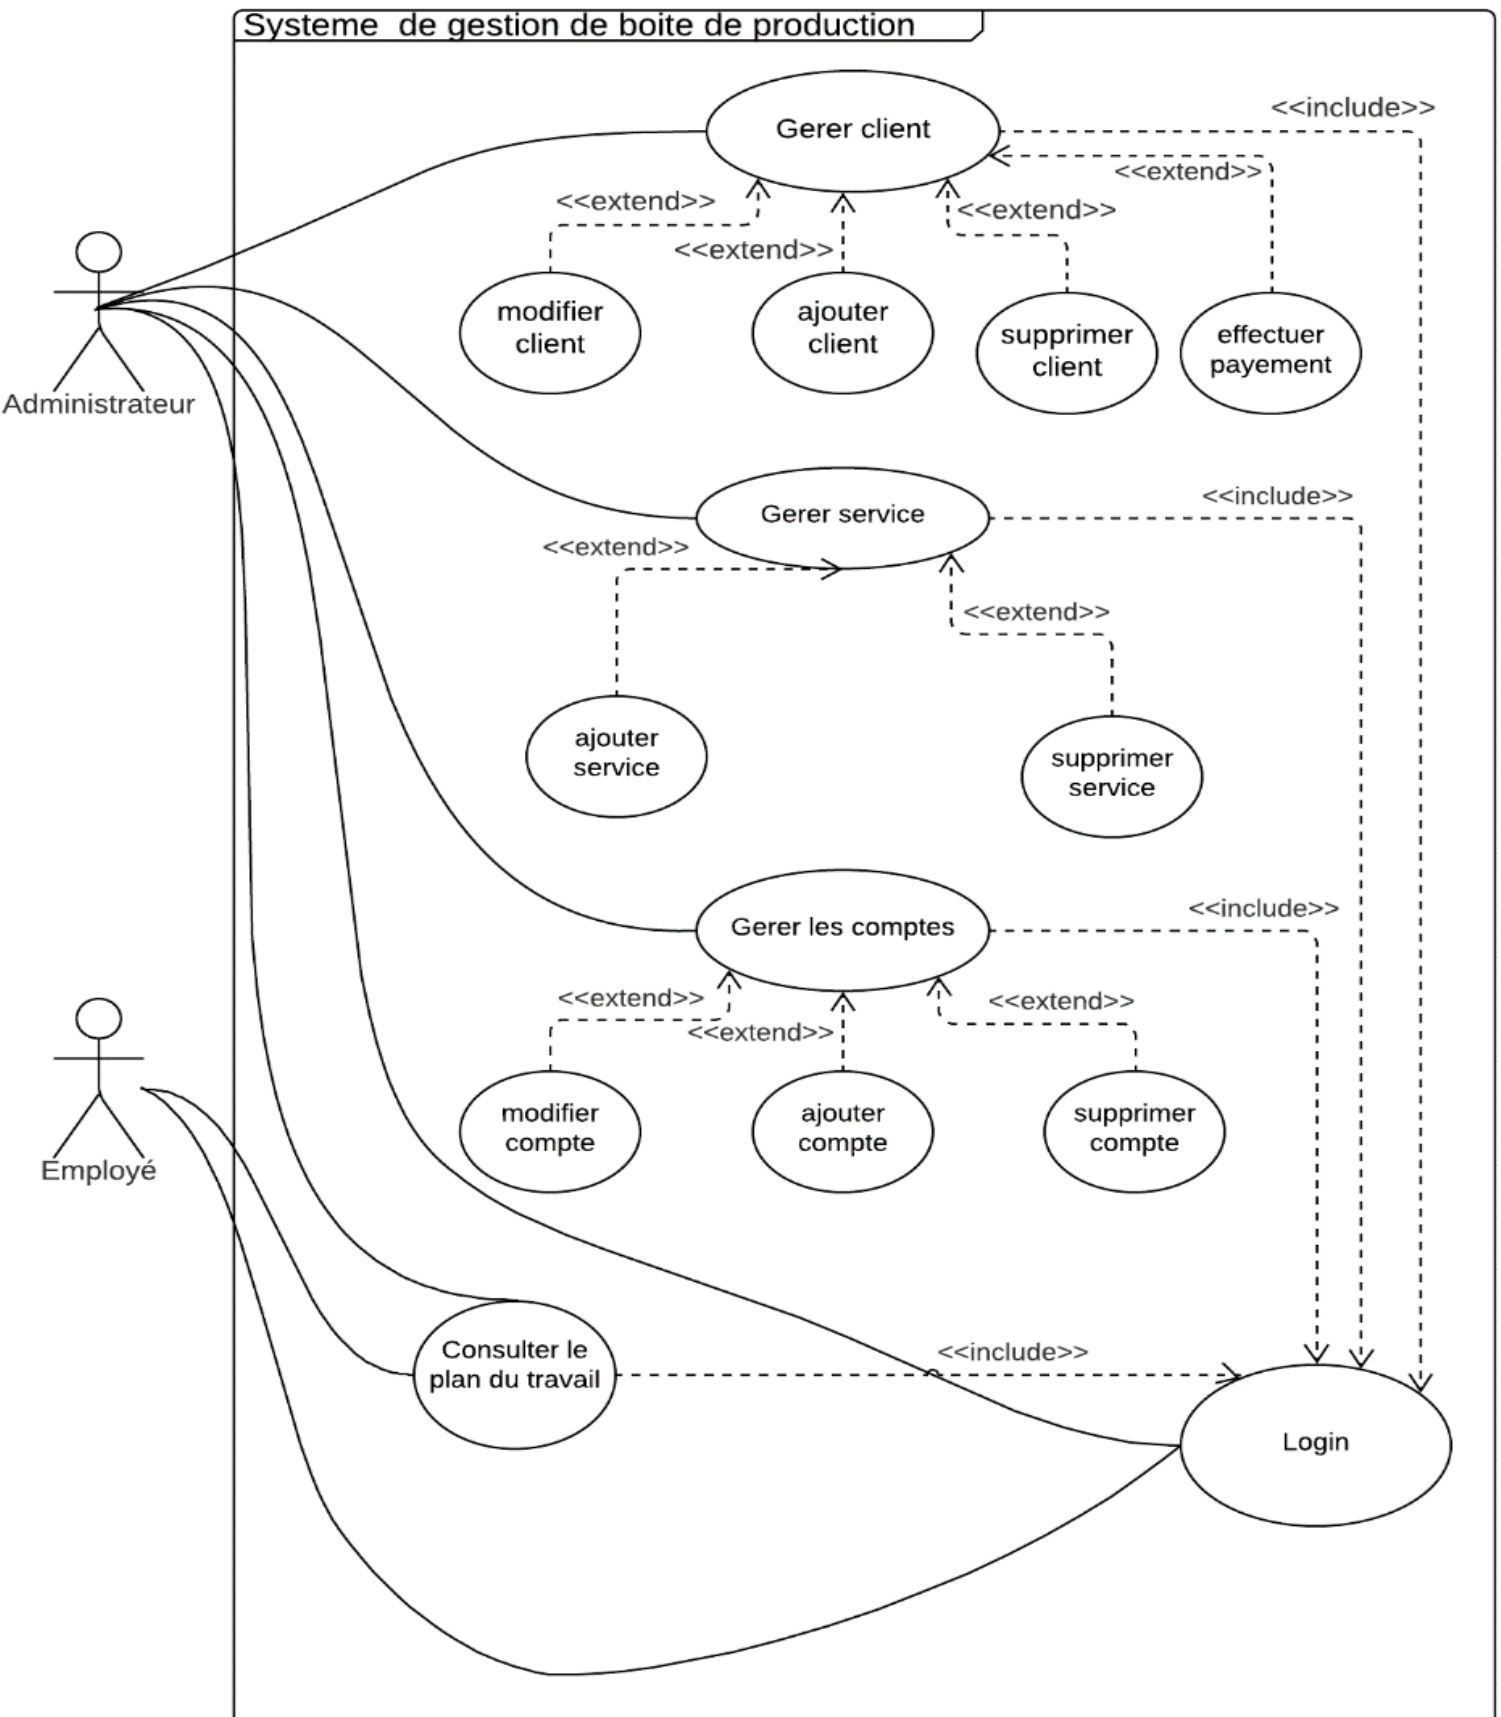 Systeme  de gestion de boite de production
Gerer client
<<include>>
<<extend>>
<<extend>>
<<extend>>
<<extend>>
modifier
client
ajouter
client
supprimer
client
effectuer
payement
Administrateur
Gerer service
<<include>>
<<extend>>
<<extend>>
ajouter
service
supprimer
service
Gerer les comptes
<<include>>
<<extend>>
<<extend>>
<<extend>>
modifier
compte
ajouter
compte
supprimer
compte
Employé
Consulter le
plan du travail
<<include>>
Login